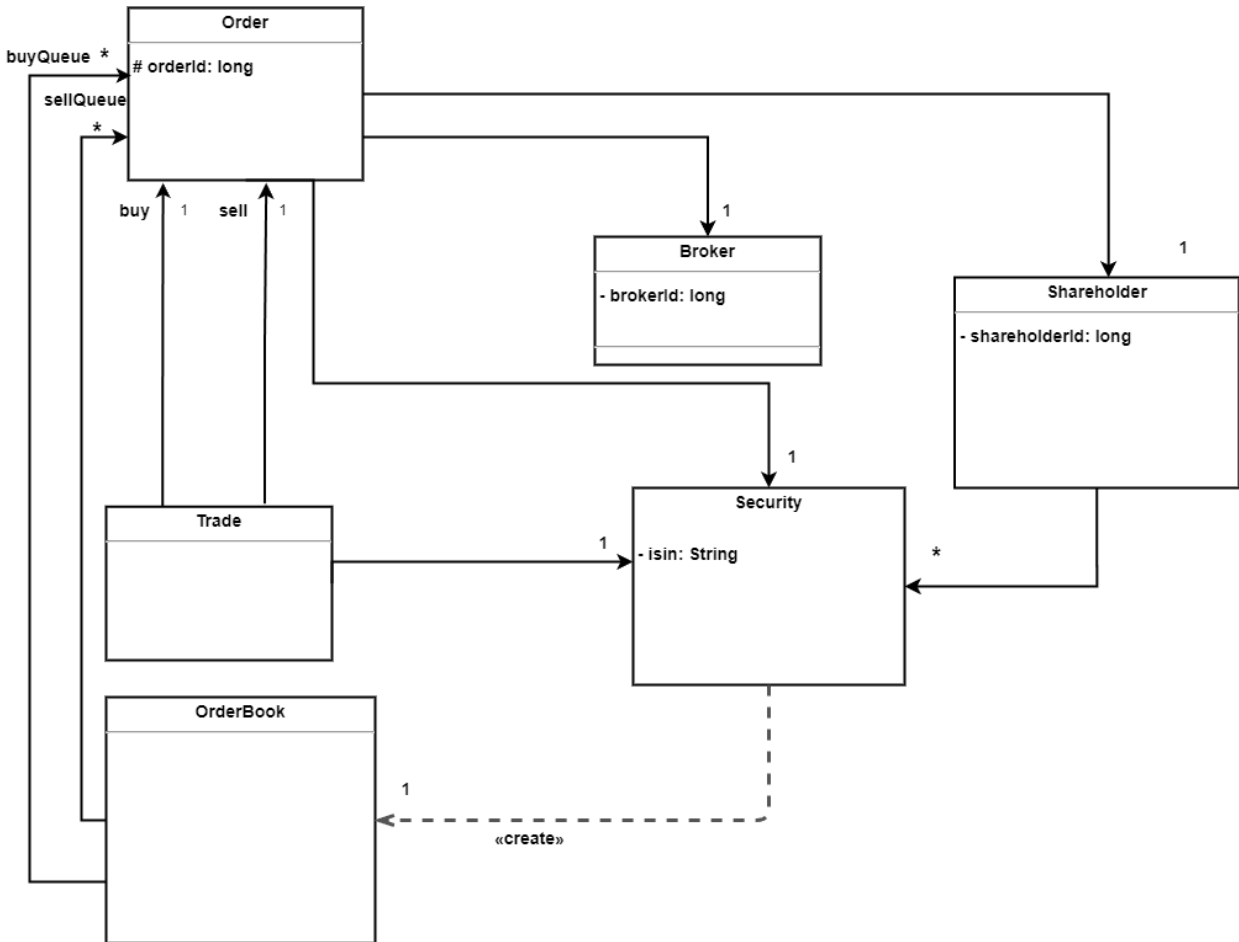 Order
buyQueue *
# orderId: long
sellQueue
*
buy 1 sell 1
1
Broker
- brokerId: long
1
Shareholder
- shareholderId: long
1
Security
- isin: String
Trade
1
*
OrderBook
1
«create»